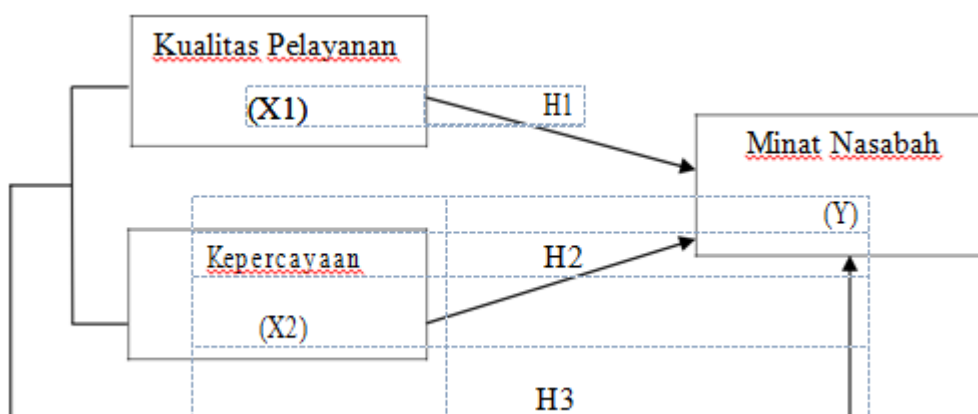 Kualitas Pelayanan
(X1)
H1
Minat Nasabah
(Y)
Kepercayaan
H2
(X2)
H3